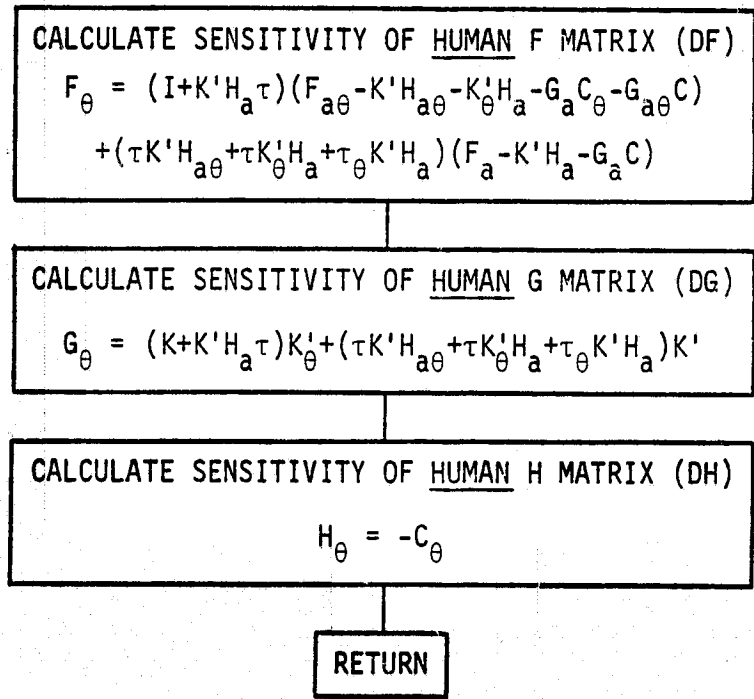 CALCULATE SENSITIVITY OF HUMAN F MATRIX (DF)
F_θ = (I+K'H_aτ)(F_aθ-K'H_aθ-K'_θH_a-G_aC_θ-G_aθC)
+(τK'H_aθ+τK'_θH_a+τ_θK'H_a)(F_a-K'H_a-G_aC)
CALCULATE SENSITIVITY OF HUMAN G MATRIX (DG)
G_θ = (K+K'H_aτ)K'_θ+(τK'H_aθ+τK'_θH_a+τ_θK'H_a)K'
CALCULATE SENSITIVITY OF HUMAN H MATRIX (DH)
H_θ = -C_θ
RETURN